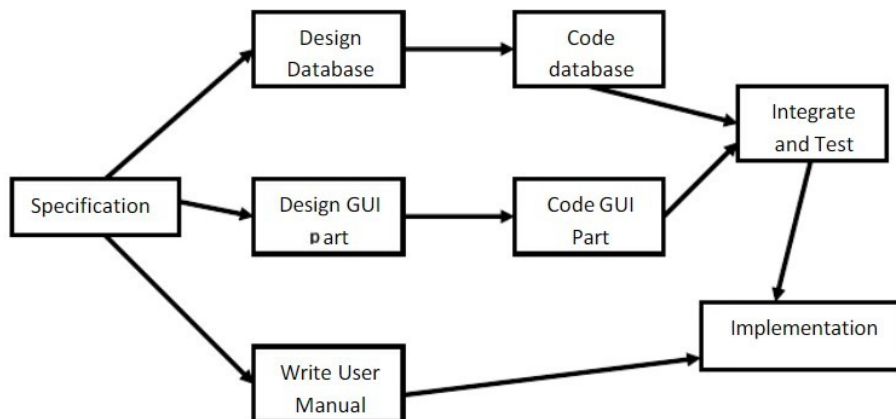 Design
Database
Code
database
Integrate
and Test
Specification
Design GUI
part
Code GUI
Part
Implementation
Write User
Manual